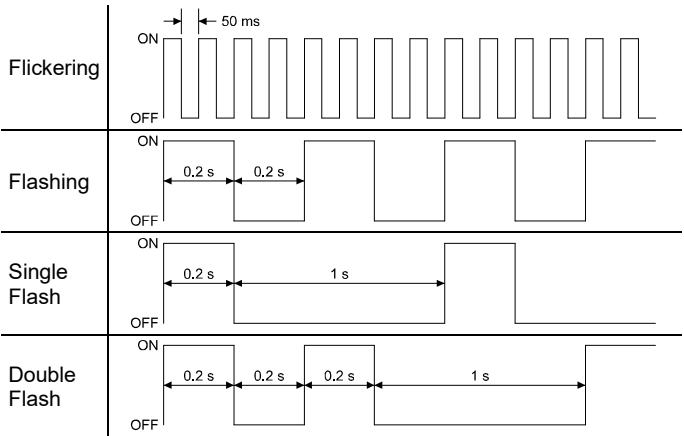 50 ms
ON
Flickering
OFF
ON
0.2 s 0.2 s
Flashing
OFF
ON
Single
0.2 s 1 s
Flash
OFF
ON
Double
0.2 s 0.2 s 0.2 s 1 s
Flash
OFF